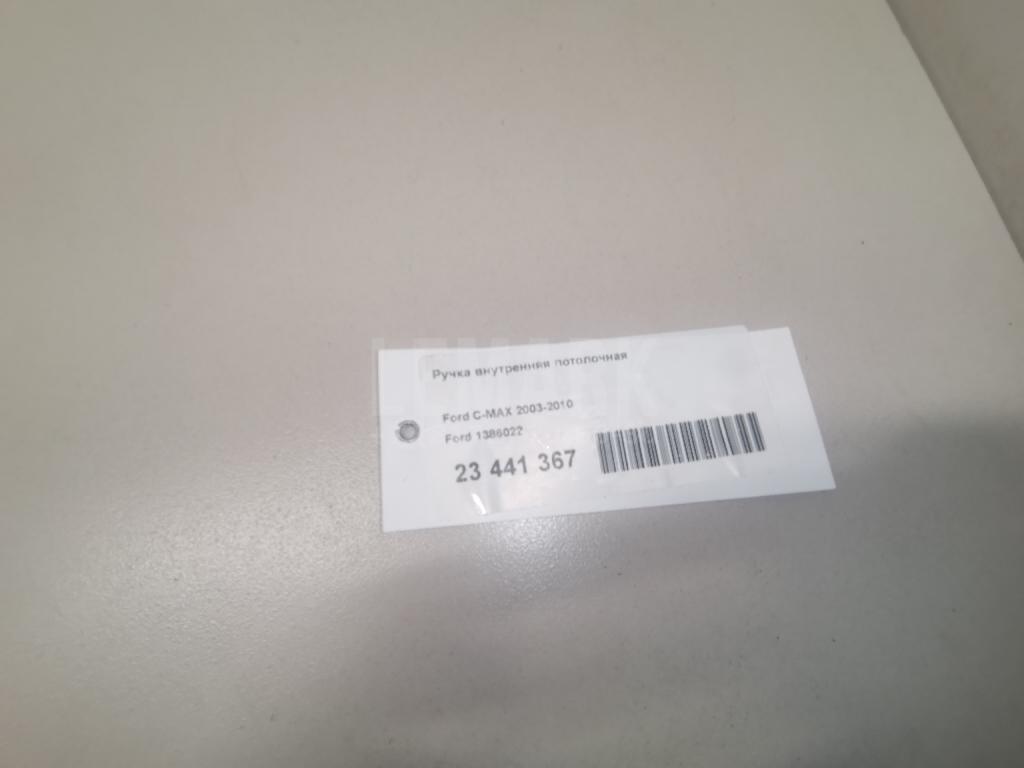 Ручка внутренняя потолочная
Ford C-MAX 2003-2010
Ford 1386022
23 441 367